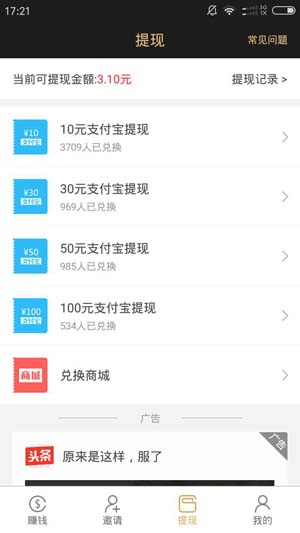 17:21
3G
1X
提现
常见问题
当前可提现金额:3.10元
提现记录 >
¥10
支付宝
10元支付宝提现
3709人已兑换
¥30
支付宝
30元支付宝提现
969人已兑换
¥50
支付宝
50元支付宝提现
985人已兑换
¥100
支付宝
100元支付宝提现
534人已兑换
商城
兑换商城
广告
广告
头条
原来是这样，服了
赚钱
邀请
提现
我的